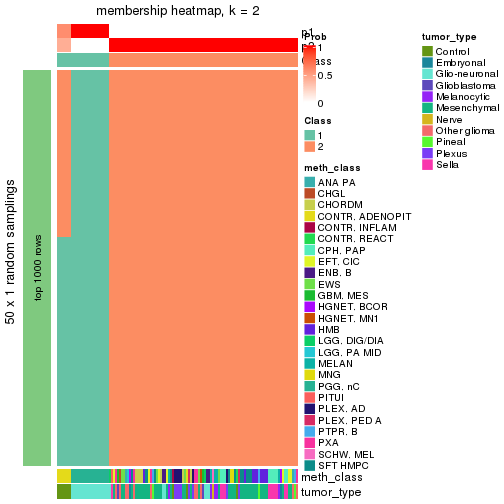 membership heatmap, k = 2
p1
p2
Class
50 x 1 random samplings
top 1000 rows
meth_class
tumor_type
Prob
1
0.5
0
Class
1
2
meth_class
ANA PA
CHGL
CHORDM
CONTR. ADENOPIT
CONTR. INFLAM
CONTR. REACT
CPH. PAP
EFT. CIC
ENB. B
EWS
GBM. MES
HGNET. BCOR
HGNET. MN1
HMB
LGG. DIG/DIA
LGG. PA MID
MELAN
MNG
PGG. nC
PITUI
PLEX. AD
PLEX. PED A
PTPR. B
PXA
SCHW. MEL
SFT HMPC
tumor_type
Control
Embryonal
Glio-neuronal
Glioblastoma
Melanocytic
Mesenchymal
Nerve
Other glioma
Pineal
Plexus
Sella